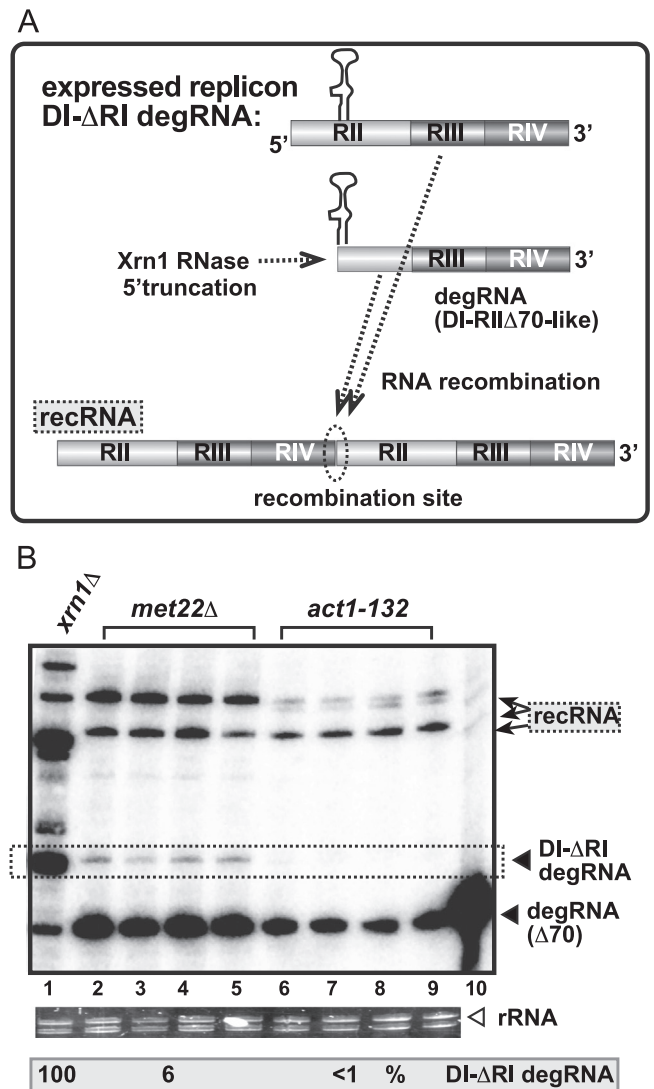 A
expressed replicon
DI-ΔRI degRNA:
5' RII RIII RIV 3'
Xrn1 RNase
5'truncation
RIII RIV 3'
degRNA
(DI-RIIΔ70-like)
RNA recombination
recRNA
RII RIII RIV RII RIII RIV 3'
recombination site
B
xrn1Δ met22Δ act1-132
recRNA
DI-ΔRI
degRNA
degRNA
(Δ70)
1 2 3 4 5 6 7 8 9 10
rRNA
100 6 <1 % DI-ΔRI degRNA